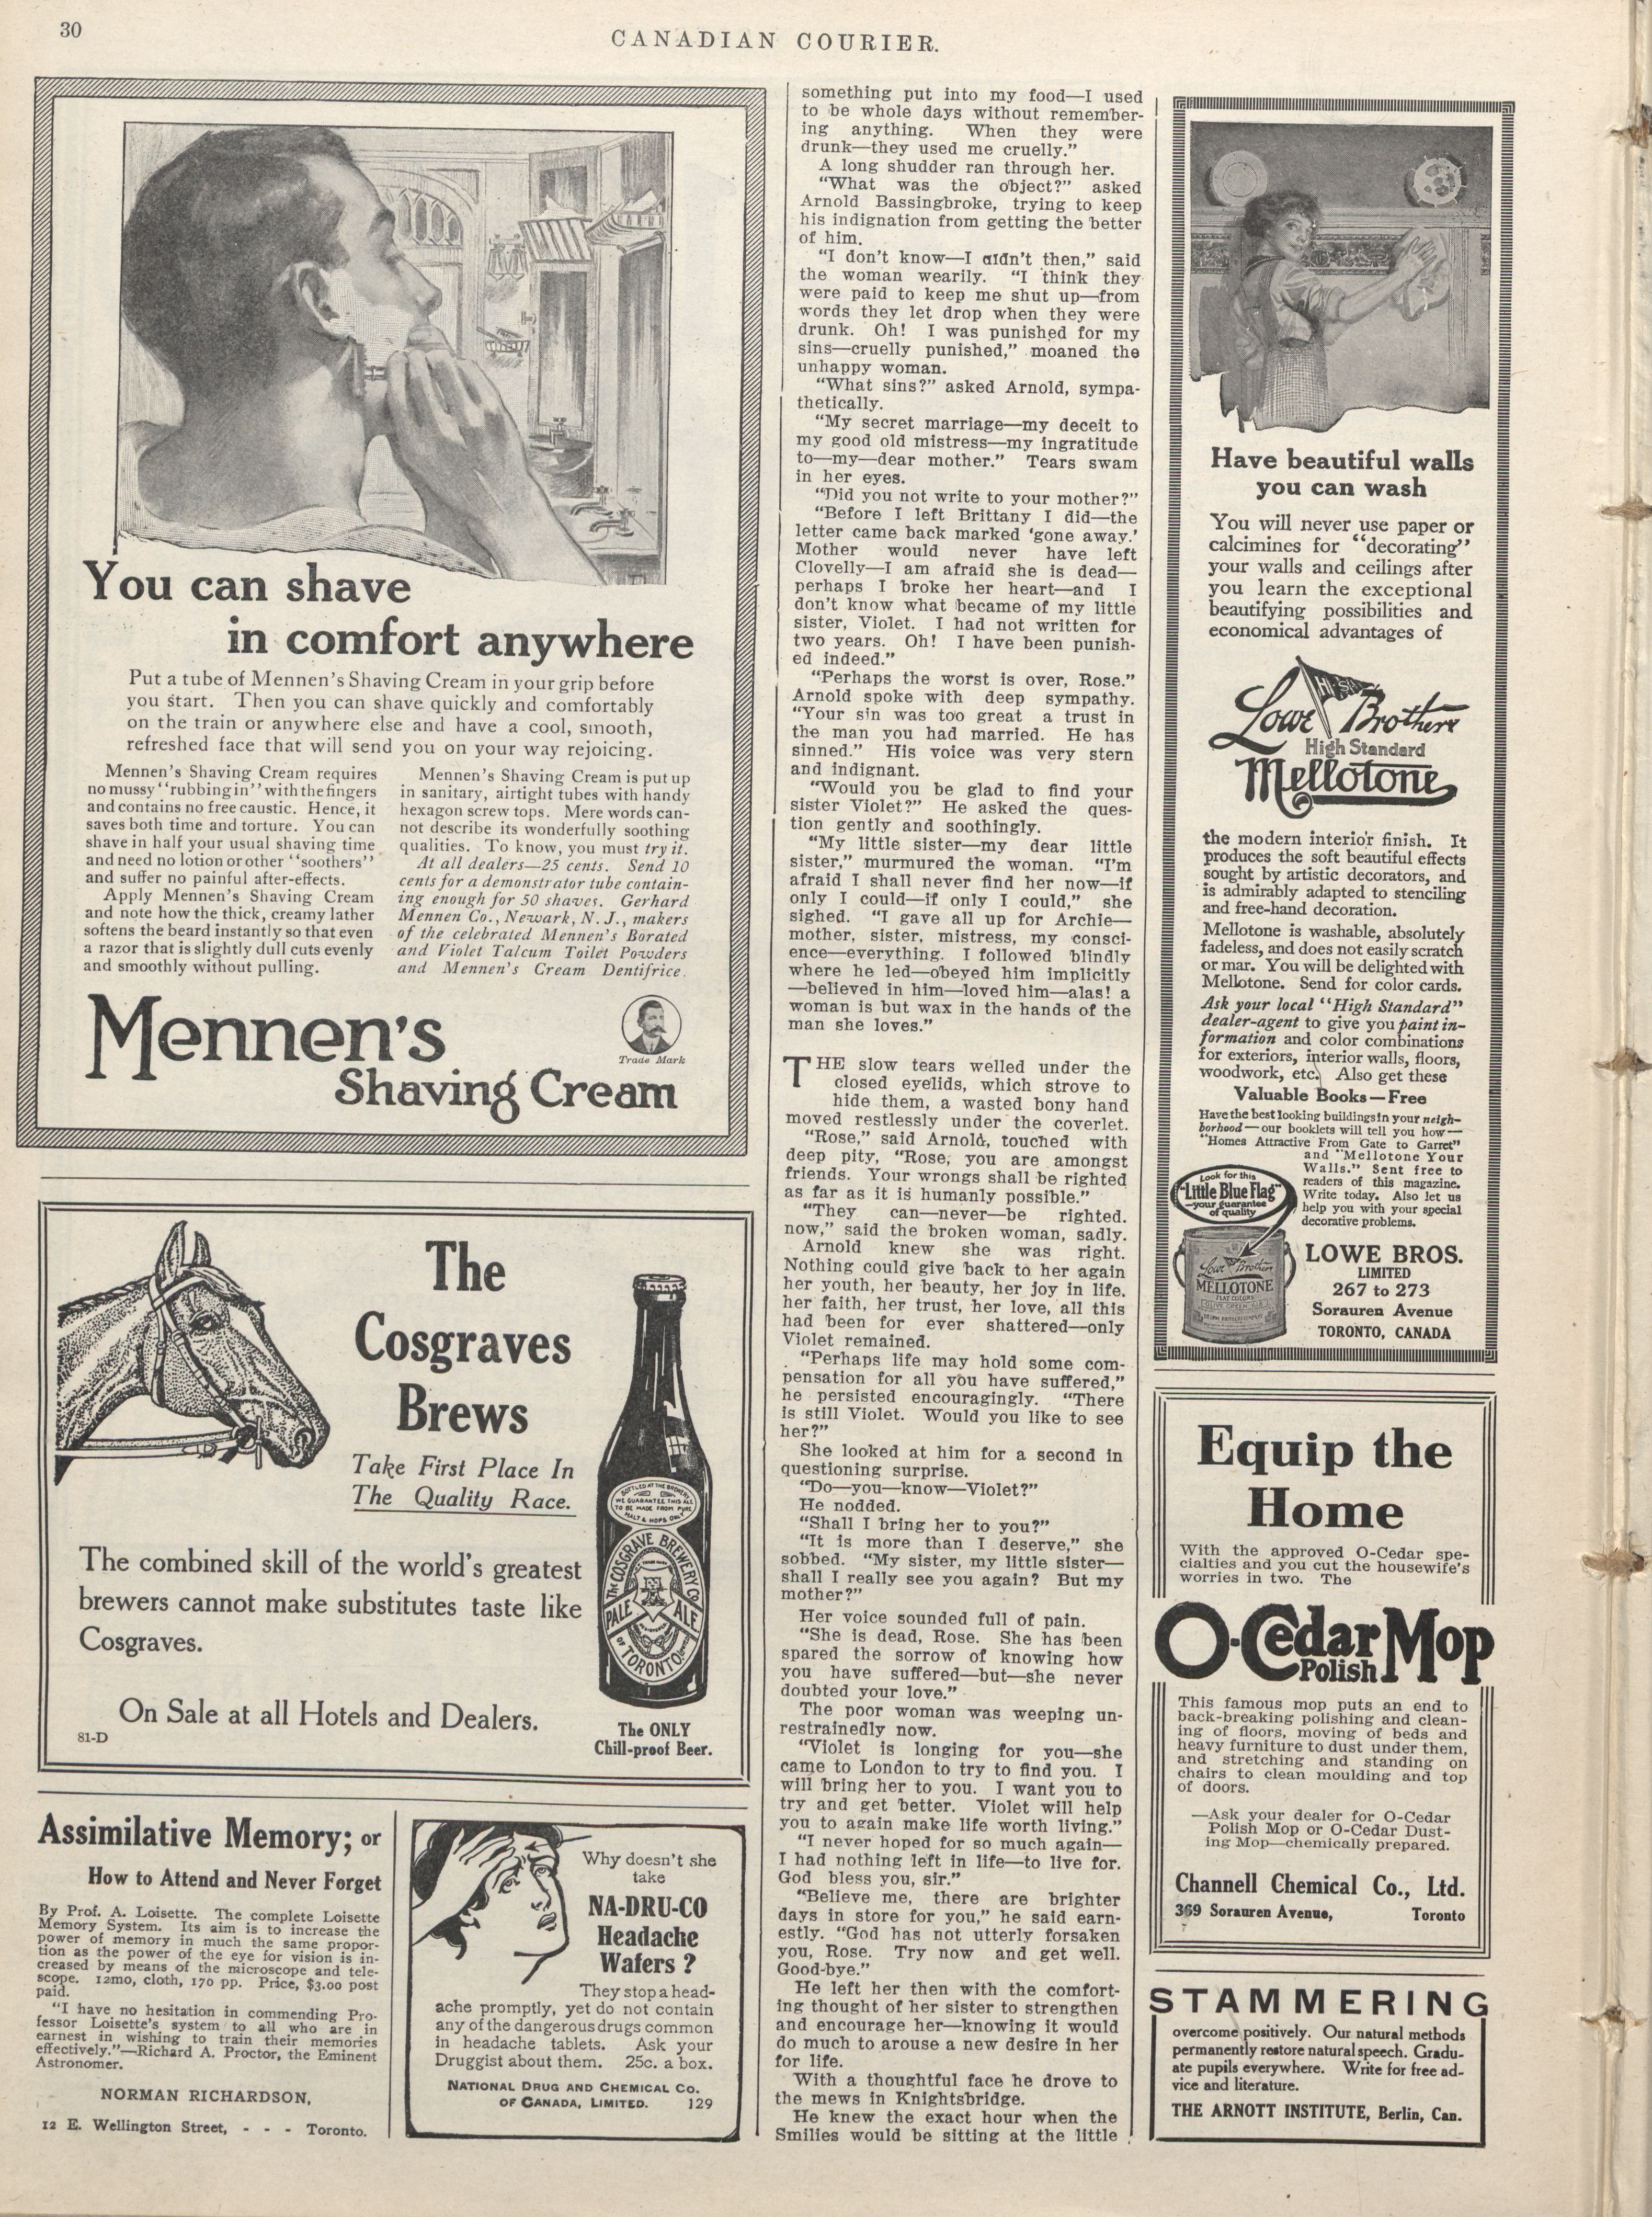 30
CANADIAN COURIER.
You can shave
in comfort anywhere
Put a tube of Mennen's Shaving Cream in your grip before
you start. Then you can shave quickly and comfortably
on the train or anywhere else and have a cool, smooth,
refreshed face that will send you on your way rejoicing.
Mennen's Shaving Cream requires
no mussy "rubbing in" with the fingers
and contains no free caustic. Hence, it
saves both time and torture. You can
shave in half your usual shaving time
and need no lotion or other "soothers"
and suffer no painful after-effects.
Apply Mennen's Shaving Cream
and note how the thick, creamy lather
softens the beard instantly so that even
a razor that is slightly dull cuts evenly
and smoothly without pulling.
Mennen's Shaving Cream is put up
in sanitary, airtight tubes with handy
hexagon screw tops. Mere words can-
not describe its wonderfully soothing
qualities. To know, you must try it.
At all dealers—25 cents. Send 10
cents for a demonstrator tube contain-
ing enough for 50 shaves. Gerhard
Mennen Co., Newark, N. J., makers
of the celebrated Mennen's Borated
and Violet Talcum Toilet Powders
and Mennen's Cream Dentifrice.
Mennen's
Trade Mark
Shaving Cream
The
Cosgraves
Brews
Take First Place In
The Quality Race.
The combined skill of the world's greatest
brewers cannot make substitutes taste like
Cosgraves.
On Sale at all Hotels and Dealers.
81-D
BOTTLED AT THE BREWERY
WE GUARANTEE THIS ALE
TO BE MADE FROM PURE
MALT & HOPS ONLY
THE COSGRAVE BREWERY CO
PALE ALE
OF TORONTO
The ONLY
Chill-proof Beer.
Assimilative Memory; or
How to Attend and Never Forget
By Prof. A. Loisette. The complete Loisette
Memory System. Its aim is to increase the
power of memory in much the same propor-
tion as the power of the eye for vision is in-
creased by means of the microscope and tele-
scope. 12mo, cloth, 170 pp. Price, $3.00 post
paid.
"I have no hesitation in commending Pro-
fessor Loisette's system to all who are in
earnest in wishing to train their memories
effectively."—Richard A. Proctor, the Eminent
Astronomer.
NORMAN RICHARDSON,
12 E. Wellington Street, - - - Toronto.
Why doesn't she
take
NA-DRU-CO
Headache
Wafers ?
They stop a head-
ache promptly, yet do not contain
any of the dangerous drugs common
in headache tablets. Ask your
Druggist about them. 25c. a box.
NATIONAL DRUG AND CHEMICAL CO.
OF CANADA, LIMITED. 129
something put into my food—I used
to be whole days without remember-
ing anything. When they were
drunk—they used me cruelly."
A long shudder ran through her.
"What was the object?" asked
Arnold Bassingbroke, trying to keep
his indignation from getting the better
of him.
"I don't know—I didn't then," said
the woman wearily. "I think they
were paid to keep me shut up—from
words they let drop when they were
drunk. Oh! I was punished for my
sins—cruelly punished," moaned the
unhappy woman.
"What sins?" asked Arnold, sympa-
thetically.
"My secret marriage—my deceit to
my good old mistress—my ingratitude
to—my—dear mother." Tears swam
in her eyes.
"Did you not write to your mother?"
"Before I left Brittany I did—the
letter came back marked 'gone away.'
Mother would never have left
Clovelly—I am afraid she is dead—
perhaps I broke her heart—and I
don't know what became of my little
sister, Violet. I had not written for
two years. Oh! I have been punish-
ed indeed."
"Perhaps the worst is over, Rose."
Arnold spoke with deep sympathy.
"Your sin was too great a trust in
the man you had married. He has
sinned." His voice was very stern
and indignant.
"Would you be glad to find your
sister Violet?" He asked the ques-
tion gently and soothingly.
"My little sister—my dear little
sister," murmured the woman. "I'm
afraid I shall never find her now—if
only I could—if only I could," she
sighed. "I gave all up for Archie—
mother, sister, mistress, my consci-
ence—everything. I followed blindly
where he led—obeyed him implicitly
—believed in him—loved him—alas! a
woman is but wax in the hands of the
man she loves."
THE slow tears welled under the
closed eyelids, which strove to
hide them, a wasted bony hand
moved restlessly under the coverlet.
"Rose," said Arnold, touched with
deep pity, "Rose, you are amongst
friends. Your wrongs shall be righted
as far as it is humanly possible."
"They can—never—be righted.
now," said the broken woman, sadly.
Arnold knew she was right.
Nothing could give back to her again
her youth, her beauty, her joy in life,
her faith, her trust, her love, all this
had been for ever shattered—only
Violet remained.
"Perhaps life may hold some com-
pensation for all you have suffered,"
he persisted encouragingly. "There
is still Violet. Would you like to see
her?"
She looked at him for a second in
questioning surprise.
"Do—you—know—Violet?"
He nodded.
"Shall I bring her to you?"
"It is more than I deserve," she
sobbed. "My sister, my little sister—
shall I really see you again? But my
mother?"
Her voice sounded full of pain.
"She is dead, Rose. She has been
spared the sorrow of knowing how
you have suffered—but—she never
doubted your love."
The poor woman was weeping un-
restrainedly now.
"Violet is longing for you—she
came to London to try to find you. I
will bring her to you. I want you to
try and get better. Violet will help
you to again make life worth living."
"I never hoped for so much again—
I had nothing left in life—to live for.
God bless you, sir."
"Believe me, there are brighter
days in store for you," he said earn-
estly. "God has not utterly forsaken
you, Rose. Try now and get well.
Good-bye."
He left her then with the comfort-
ing thought of her sister to strengthen
and encourage her—knowing it would
do much to arouse a new desire in her
for life.
With a thoughtful face he drove to
the mews in Knightsbridge.
He knew the exact hour when the
Smilies would be sitting at the little
Have beautiful walls
you can wash
You will never use paper or
calcimines for "decorating"
your walls and ceilings after
you learn the exceptional
beautifying possibilities and
economical advantages of
HI-STA
Lowe Brothers
High Standard
Mellotone
the modern interior finish. It
produces the soft beautiful effects
sought by artistic decorators, and
is admirably adapted to stenciling
and free-hand decoration.
Mellotone is washable, absolutely
fadeless, and does not easily scratch
or mar. You will be delighted with
Mellotone. Send for color cards.
Ask your local "High Standard"
dealer-agent to give you paint in-
formation and color combinations
for exteriors, interior walls, floors,
woodwork, etc. Also get these
Valuable Books—Free
Have the best looking buildings in your neigh-
borhood—our booklets will tell you how—
"Homes Attractive From Gate to Garret"
and "Mellotone Your
Walls." Sent free to
readers of this magazine.
Write today. Also let us
help you with your special
decorative problems.
Look for this
"Little Blue Flag"
—your guarantee
of quality
Lowe Brothers
MELLOTONE
FLAT COLORS
LOWE BROS.
LIMITED
267 to 273
Sorauren Avenue
TORONTO, CANADA
Equip the
Home
With the approved O-Cedar spe-
cialties and you cut the housewife's
worries in two. The
O-Cedar Polish Mop
This famous mop puts an end to
back-breaking polishing and clean-
ing of floors, moving of beds and
heavy furniture to dust under them,
and stretching and standing on
chairs to clean moulding and top
of doors.
—Ask your dealer for O-Cedar
Polish Mop or O-Cedar Dust-
ing Mop—chemically prepared.
Channell Chemical Co., Ltd.
369 Sorauren Avenue, Toronto
STAMMERING
overcome positively. Our natural methods
permanently restore natural speech. Gradu-
ate pupils everywhere. Write for free ad-
vice and literature.
THE ARNOTT INSTITUTE, Berlin, Can.